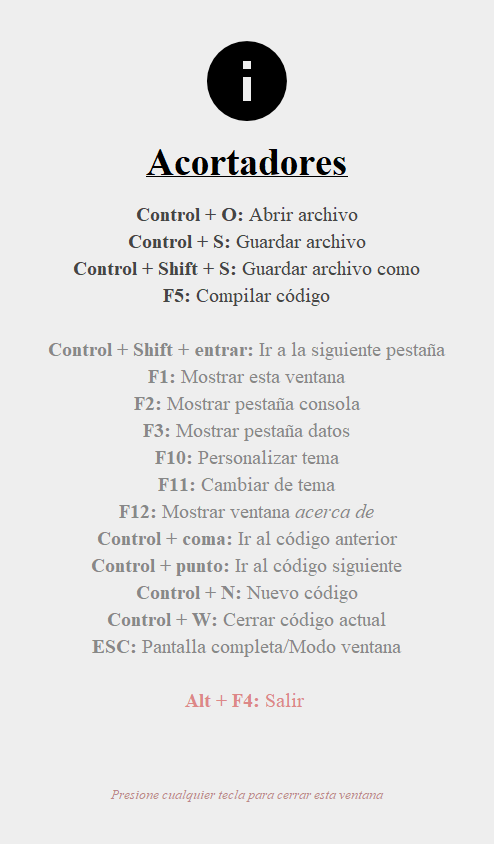 Acortadores
Control + O: Abrir archivo
Control + S: Guardar archivo
Control + Shift + S: Guardar archivo como
F5: Compilar código
Control + Shift + entrar: Ir a la siguiente pestaña
F1: Mostrar esta ventana
F2: Mostrar pestaña consola
F3: Mostrar pestaña datos
F10: Personalizar tema
F11: Cambiar de tema
F12: Mostrar ventana acerca de
Control + coma: Ir al código anterior
Control + punto: Ir al código siguiente
Control + N: Nuevo código
Control + W: Cerrar código actual
ESC: Pantalla completa/Modo ventana
Alt + F4: Salir
Presione cualquier tecla para cerrar esta ventana